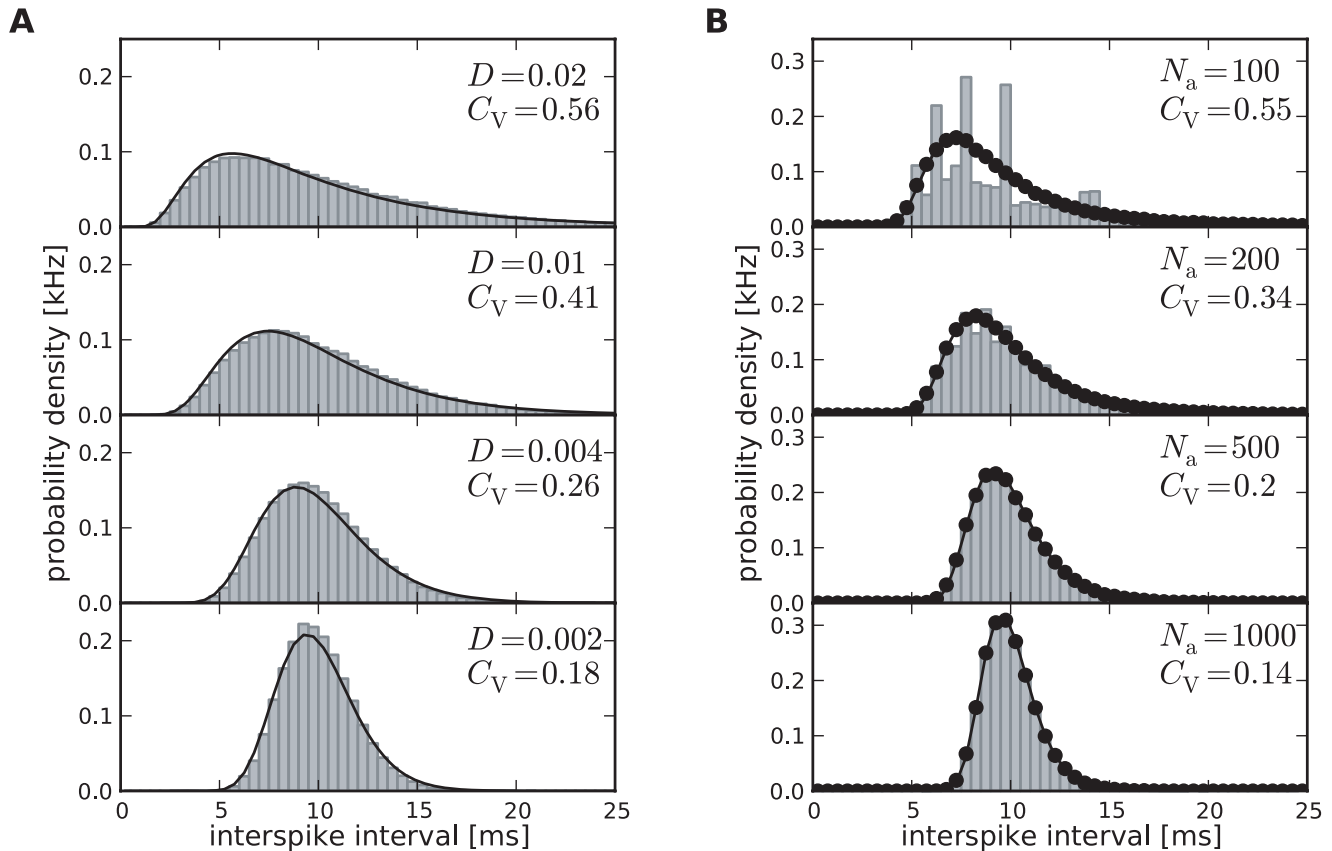 A
0.2
0.1
0.0
D=0.02
C_V=0.56
0.2
0.1
0.0
D=0.01
C_V=0.41
0.2
0.1
0.0
D=0.004
C_V=0.26
0.2
0.1
0.0
D=0.002
C_V=0.18
probability density [kHz]
0 5 10 15 20 25
interspike interval [ms]
B
0.3
0.2
0.1
0.0
N_a=100
C_V=0.55
0.3
0.2
0.1
0.0
N_a=200
C_V=0.34
0.3
0.2
0.1
0.0
N_a=500
C_V=0.2
0.3
0.2
0.1
0.0
N_a=1000
C_V=0.14
probability density [kHz]
0 5 10 15 20 25
interspike interval [ms]